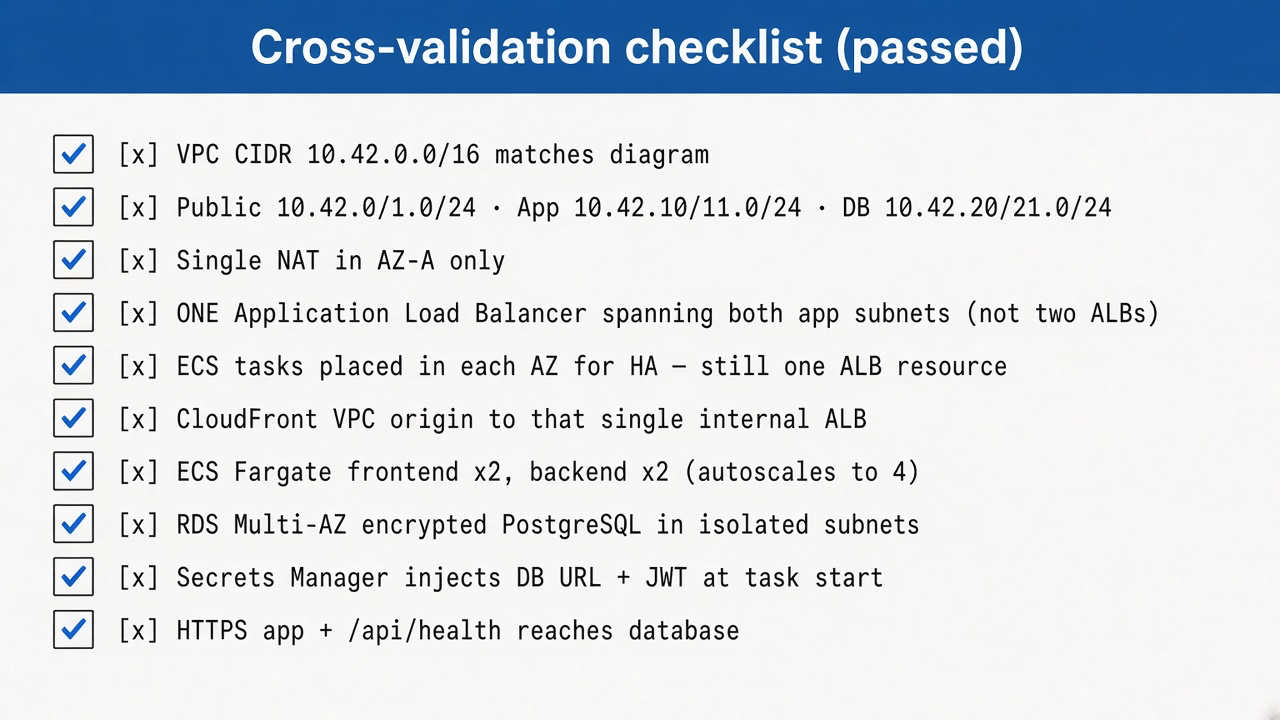 Cross-validation checklist (passed)
[x] VPC CIDR 10.42.0.0/16 matches diagram
[x] Public 10.42.0/1.0/24 · App 10.42.10/11.0/24 · DB 10.42.20/21.0/24
[x] Single NAT in AZ-A only
[x] ONE Application Load Balancer spanning both app subnets (not two ALBs)
[x] ECS tasks placed in each AZ for HA — still one ALB resource
[x] CloudFront VPC origin to that single internal ALB
[x] ECS Fargate frontend x2, backend x2 (autoscales to 4)
[x] RDS Multi-AZ encrypted PostgreSQL in isolated subnets
[x] Secrets Manager injects DB URL + JWT at task start
[x] HTTPS app + /api/health reaches database